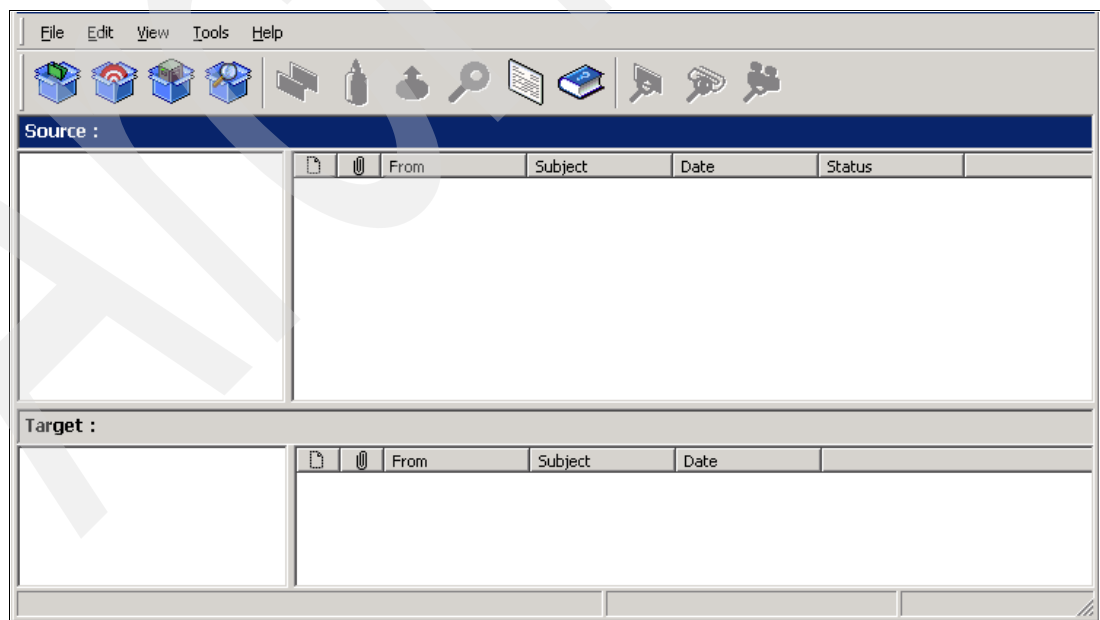 File Edit View Tools Help
Source :
From Subject Date Status
Target :
From Subject Date